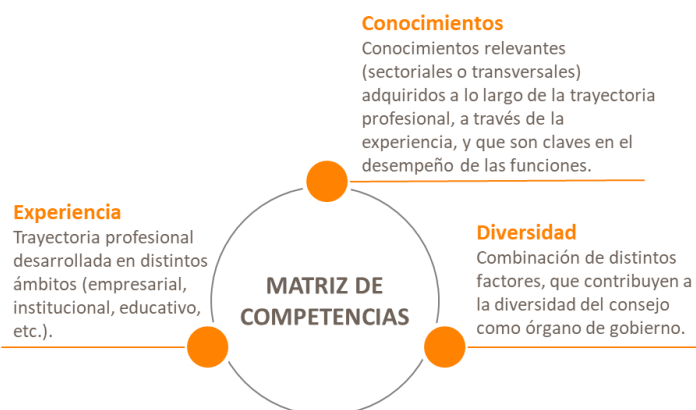 Conocimientos
Conocimientos relevantes
(sectoriales o transversales)
adquiridos a lo largo de la trayectoria
profesional, a través de la
experiencia, y que son claves en el
desempeño de las funciones.
Experiencia
Trayectoria profesional
desarrollada en distintos
ámbitos (empresarial,
institucional, educativo,
etc.).
MATRIZ DE
COMPETENCIAS
Diversidad
Combinación de distintos
factores, que contribuyen a
la diversidad del consejo
como órgano de gobierno.